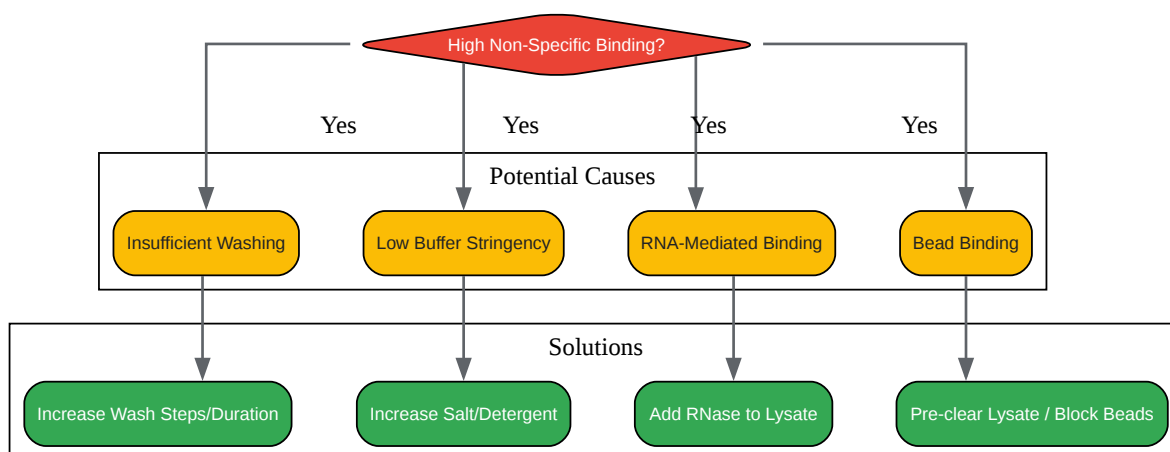 High Non-Specific Binding?
Yes
Yes
Yes
Yes
Potential Causes
Insufficient Washing
Low Buffer Stringency
RNA-Mediated Binding
Bead Binding
Solutions
Increase Wash Steps/Duration
Increase Salt/Detergent
Add RNase to Lysate
Pre-clear Lysate / Block Beads